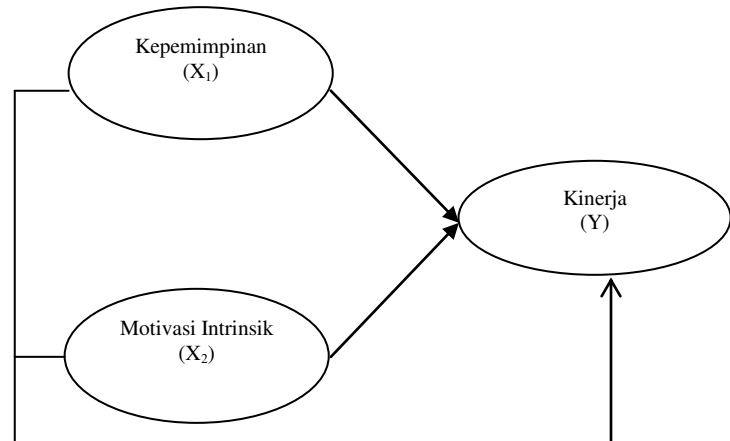 Kepemimpinan
(X₁)
Kinerja
(Y)
Motivasi Intrinsik
(X₂)